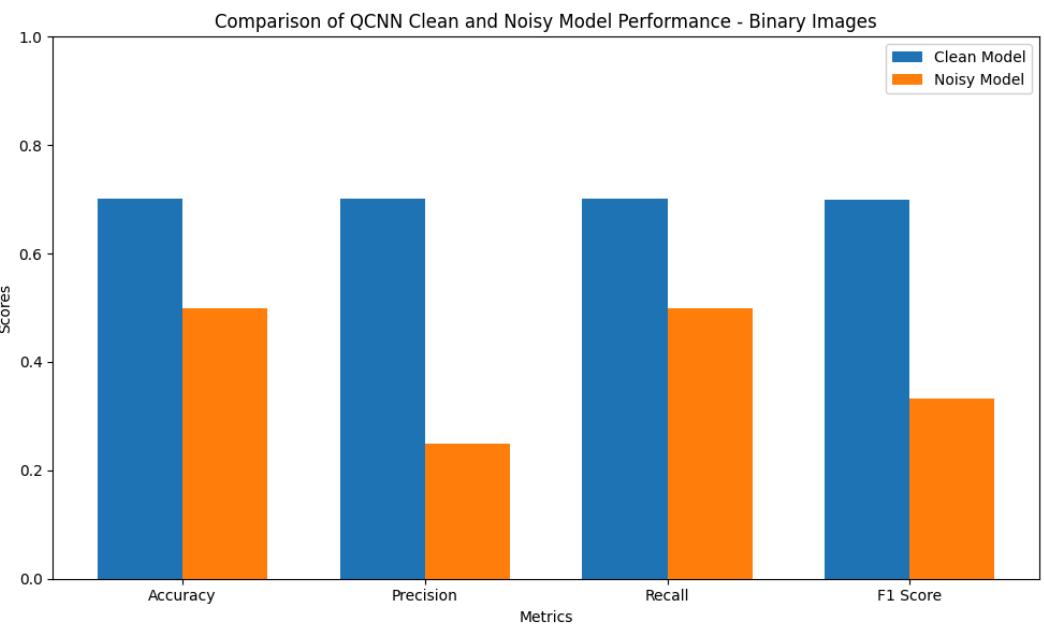 Comparison of QCNN Clean and Noisy Model Performance - Binary Images
Clean Model
Noisy Model
1.0
0.8
0.6
0.4
0.2
0.0
Scores
Accuracy Precision Recall F1 Score
Metrics